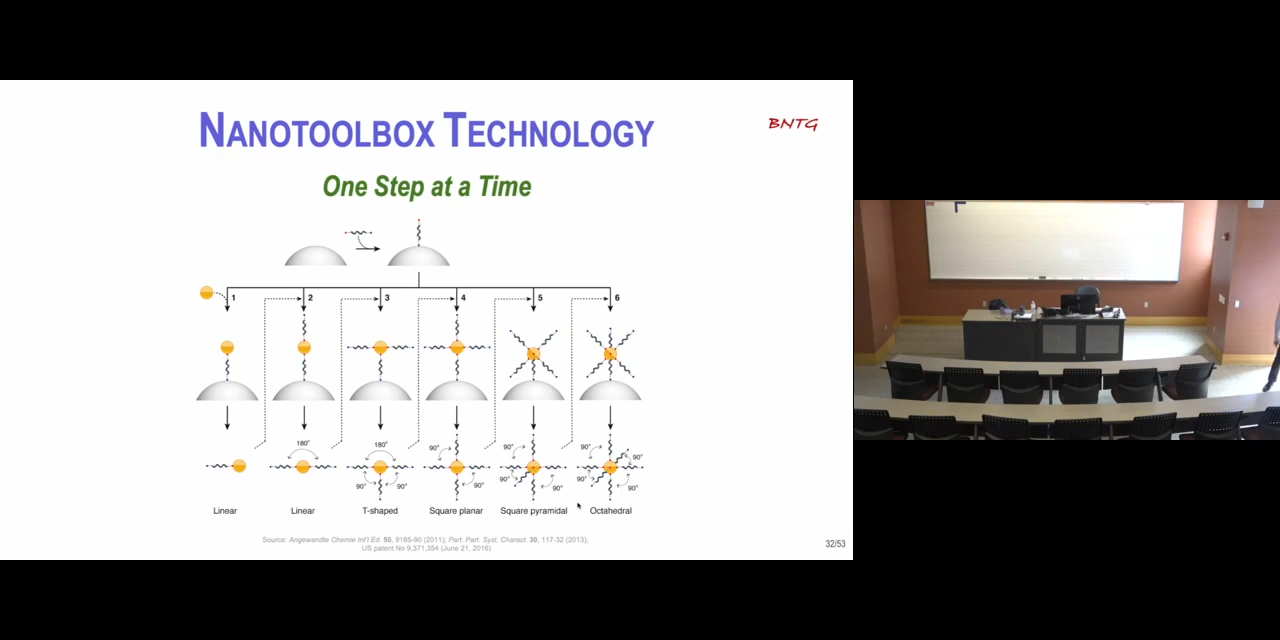 NANOTOOLBOX TECHNOLOGY
BNTG
One Step at a Time
1 2 3 4 5 6
180° 180° 90° 90° 90°
90°
90° 90° 90° 90° 90° 90° 90°
Linear Linear T-shaped Square planar Square pyramidal Octahedral
Source: Angewandte Chemie Int'l Ed. 50, 9185-90 (2011); Part. Part. Syst. Charact. 30, 117-32 (2013);
US patent No 9,371,354 (June 21, 2016)
32/53